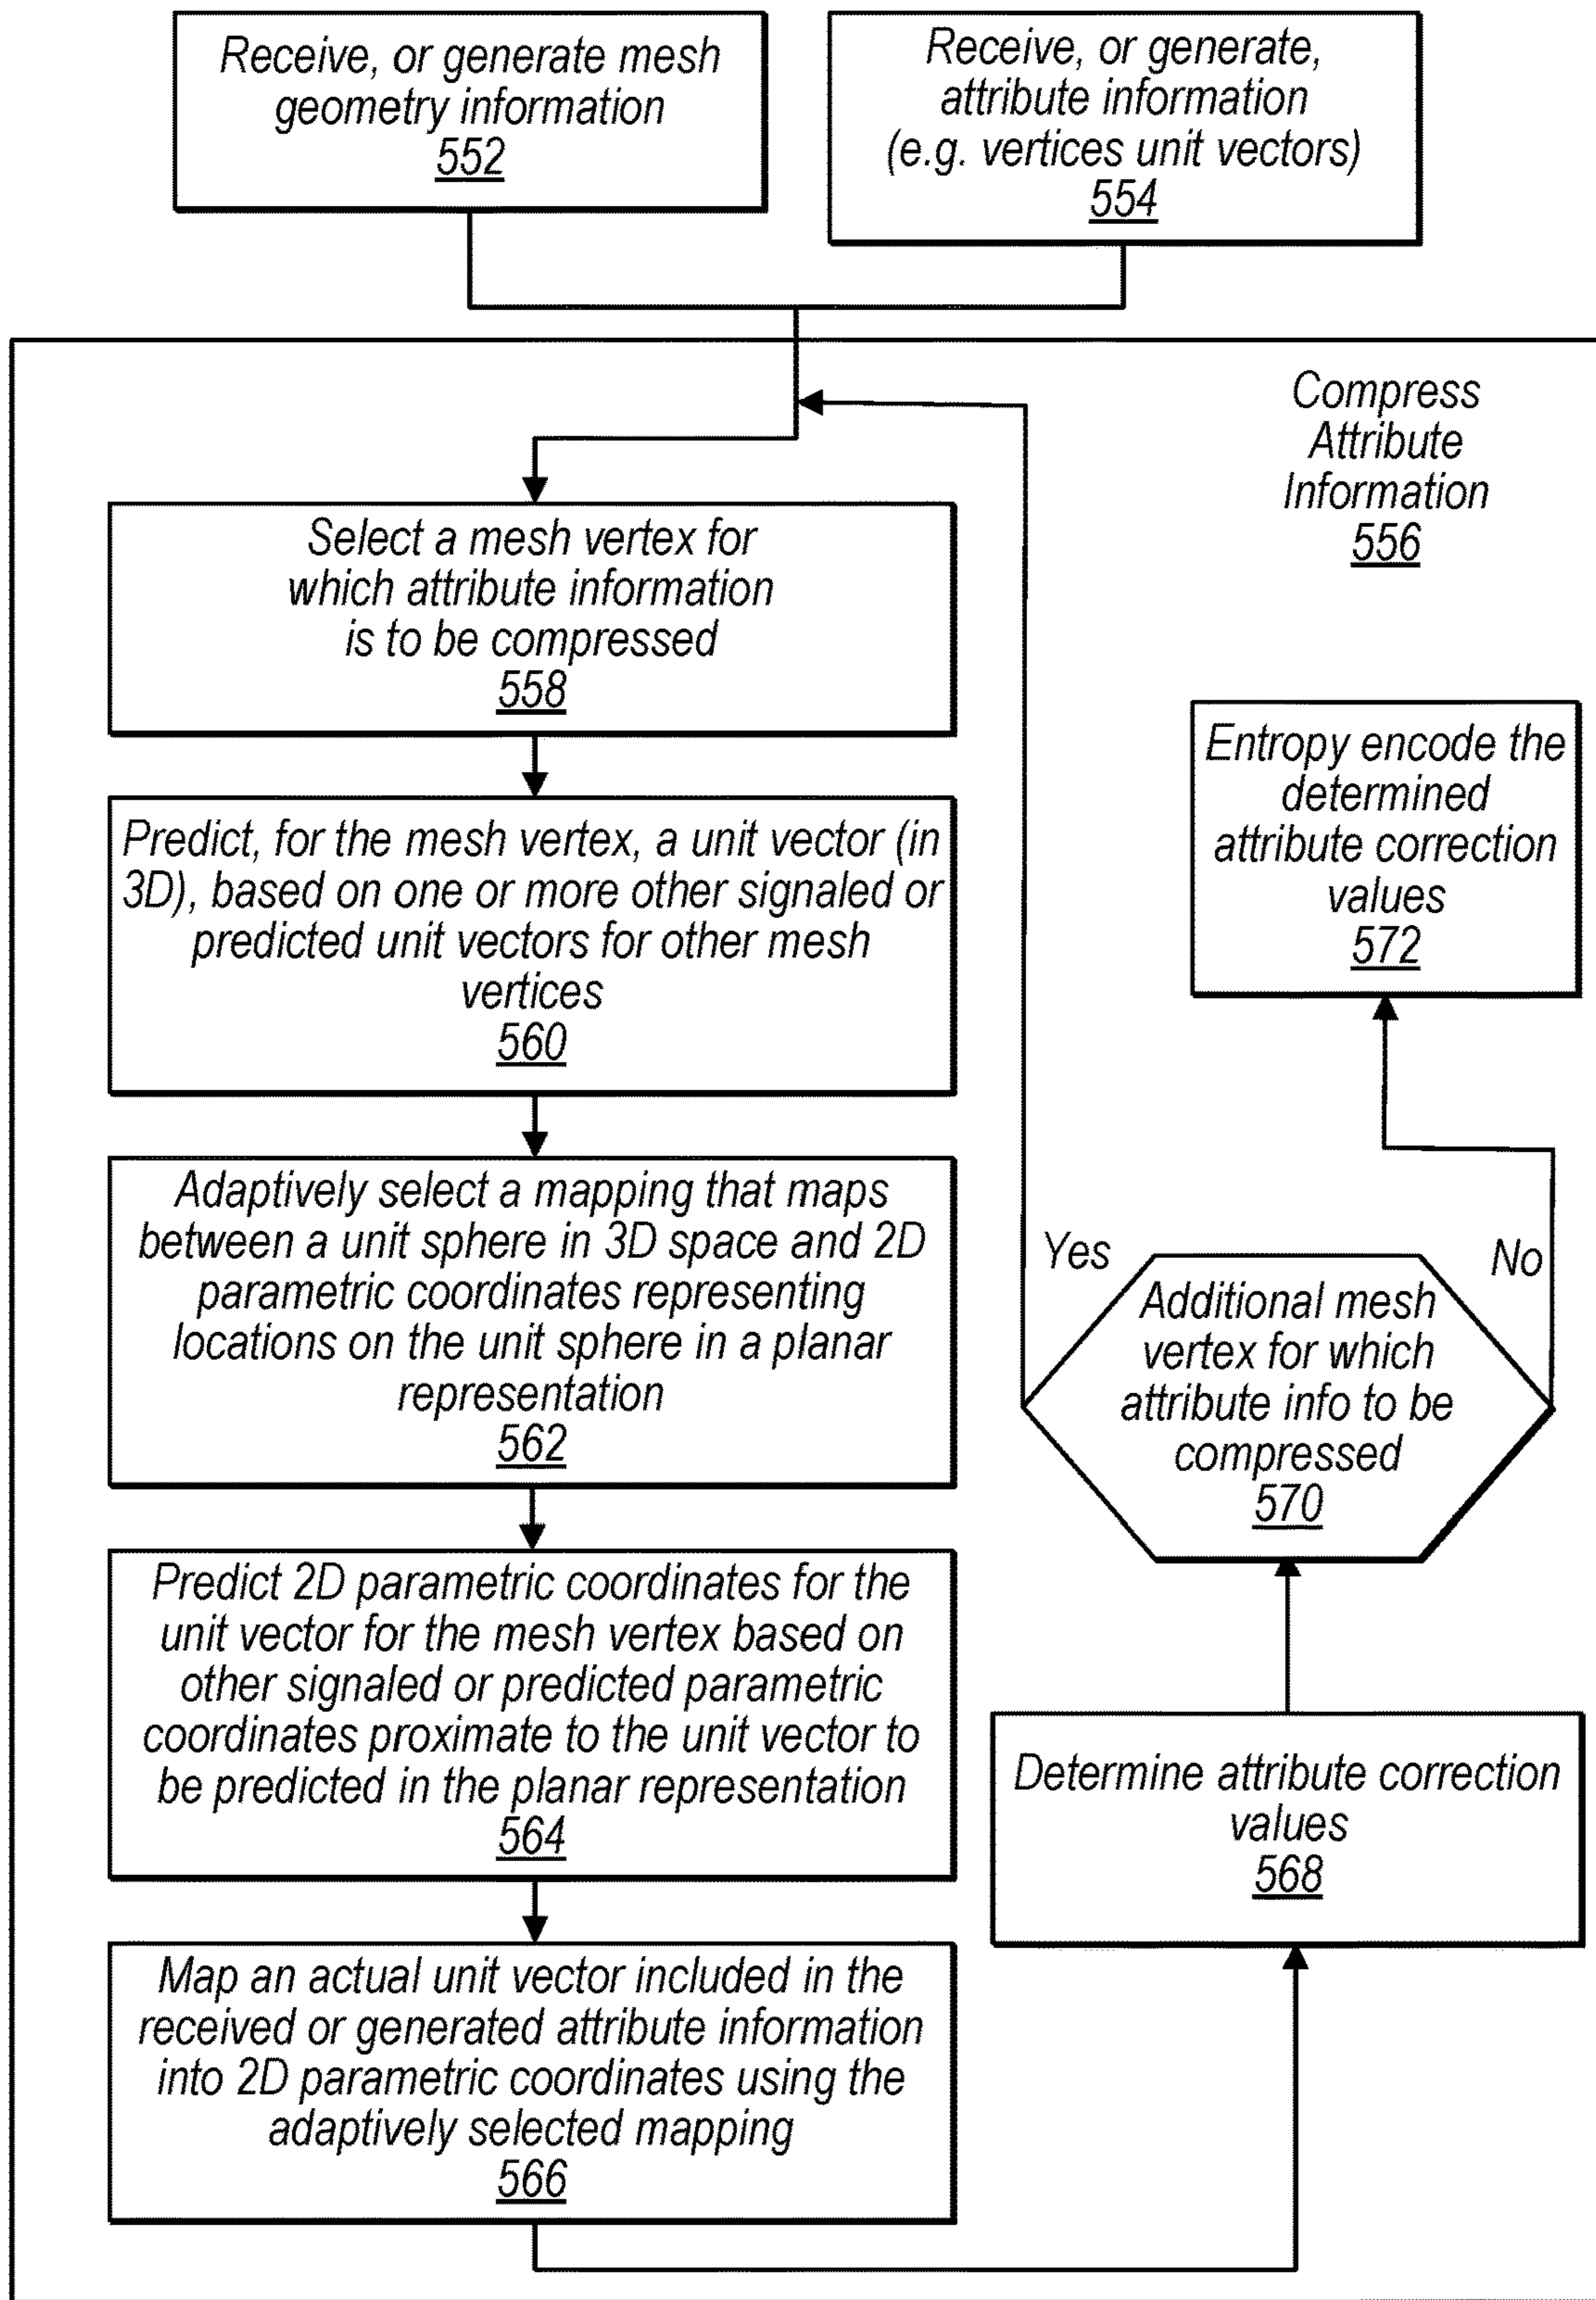 Receive, or generate mesh
geometry information
552
Receive, or generate,
attribute information
(e.g. vertices unit vectors)
554
Compress
Attribute
Information
556
Select a mesh vertex for
which attribute information
is to be compressed
558
Predict, for the mesh vertex, a unit vector (in
3D), based on one or more other signaled or
predicted unit vectors for other mesh
vertices
560
Adaptively select a mapping that maps
between a unit sphere in 3D space and 2D
parametric coordinates representing
locations on the unit sphere in a planar
representation
562
Predict 2D parametric coordinates for the
unit vector for the mesh vertex based on
other signaled or predicted parametric
coordinates proximate to the unit vector to
be predicted in the planar representation
564
Map an actual unit vector included in the
received or generated attribute information
into 2D parametric coordinates using the
adaptively selected mapping
566
Determine attribute correction
values
568
Additional mesh
vertex for which
attribute info to be
compressed
570
Yes
No
Entropy encode the
determined
attribute correction
values
572